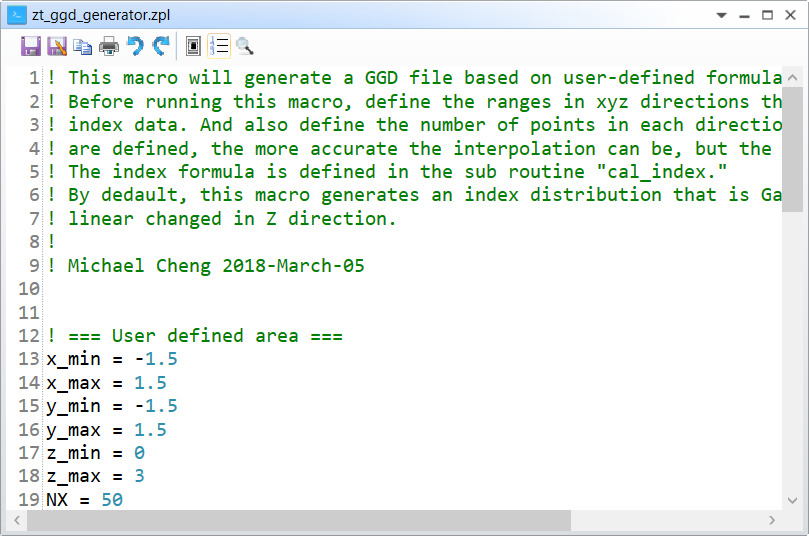 zt_ggd_generator.zpl
1 ! This macro will generate a GGD file based on user-defined formula
2 ! Before running this macro, define the ranges in xyz directions th
3 ! index data. And also define the number of points in each directio
4 ! are defined, the more accurate the interpolation can be, but the
5 ! The index formula is defined in the sub routine "cal_index."
6 ! By dedault, this macro generates an index distribution that is Ga
7 ! linear changed in Z direction.
8 !
9 ! Michael Cheng 2018-March-05
10
11
12 ! === User defined area ===
13 x_min = -1.5
14 x_max = 1.5
15 y_min = -1.5
16 y_max = 1.5
17 z_min = 0
18 z_max = 3
19 NX = 50